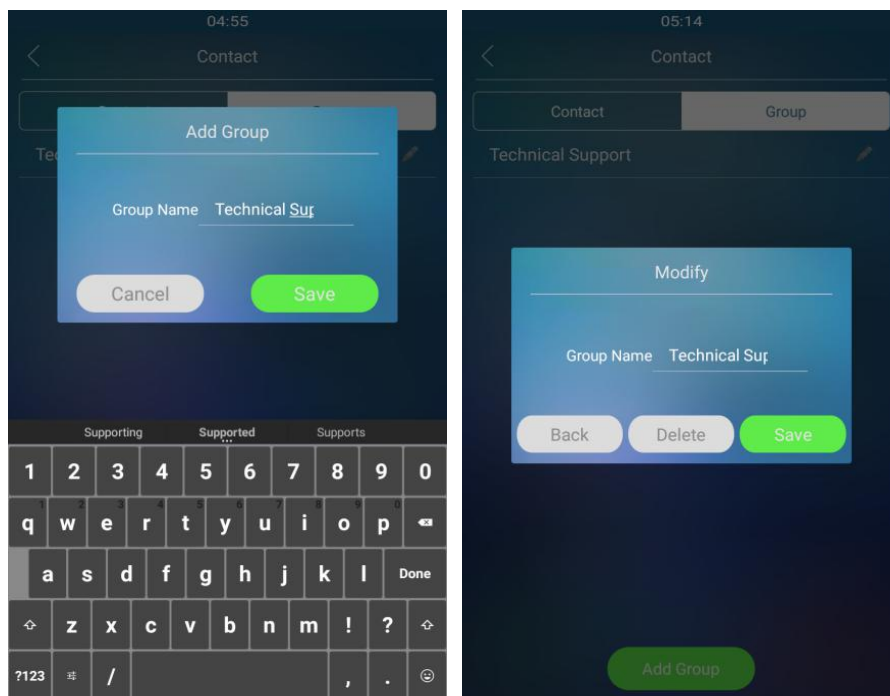 04:55
Contact
Add Group
Group Name Technical Sup
Cancel Save
Supporting Supported Supports
1 2 3 4 5 6 7 8 9 0
q w e r t y u i o p
a s d f g h j k l Done
z x c v b n m ! ?
?123 / , .
05:14
Contact
Contact Group
Technical Support
Modify
Group Name Technical Sup
Back Delete Save
Add Group